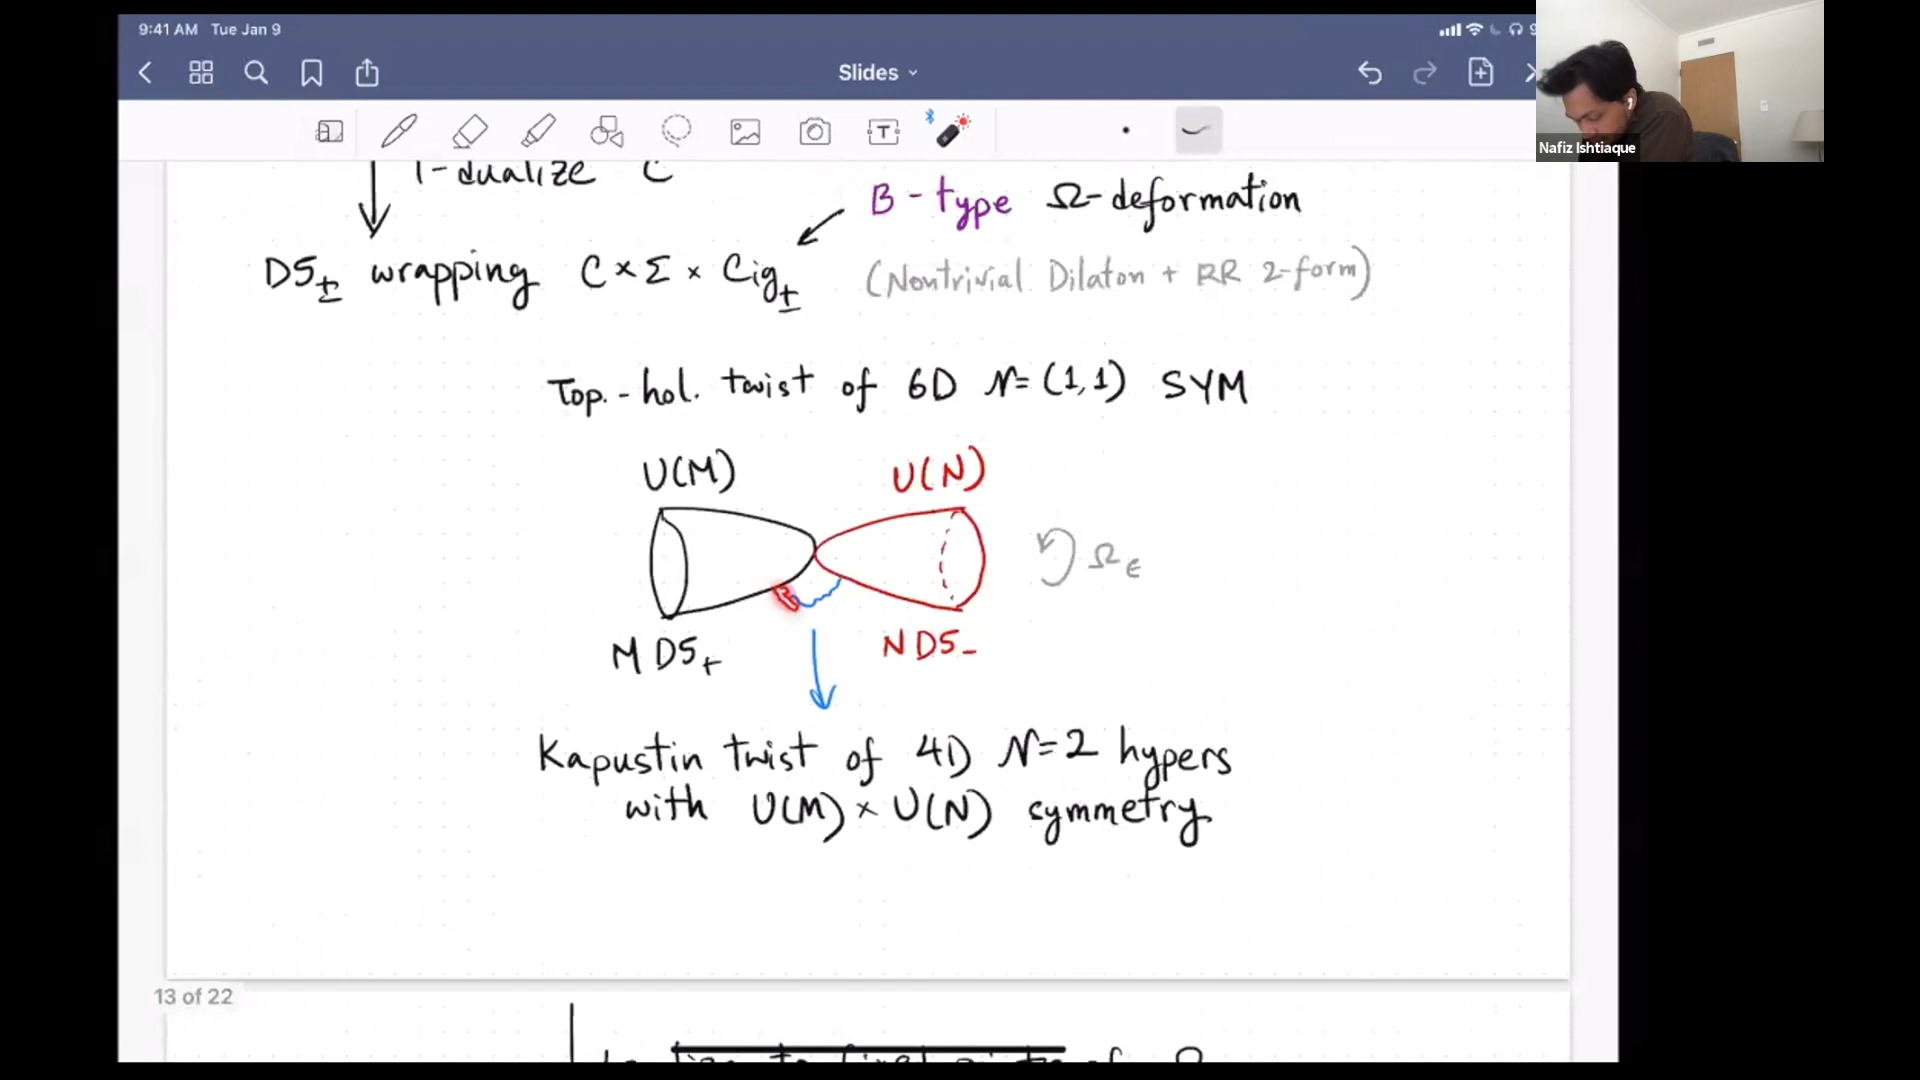 9:41 AM Tue Jan 9
Slides
T
Nafiz Ishtiaque
T-dualize C
B-type Ω-deformation
D5± wrapping C × Σ × Cig±
(Nontrivial Dilaton + RR 2-form)
Top.-hol. twist of 6D N=(1,1) SYM
U(M) U(N)
Ωε
M D5+ N D5-
Kapustin twist of 4D N=2 hypers
with U(M) × U(N) symmetry
13 of 22